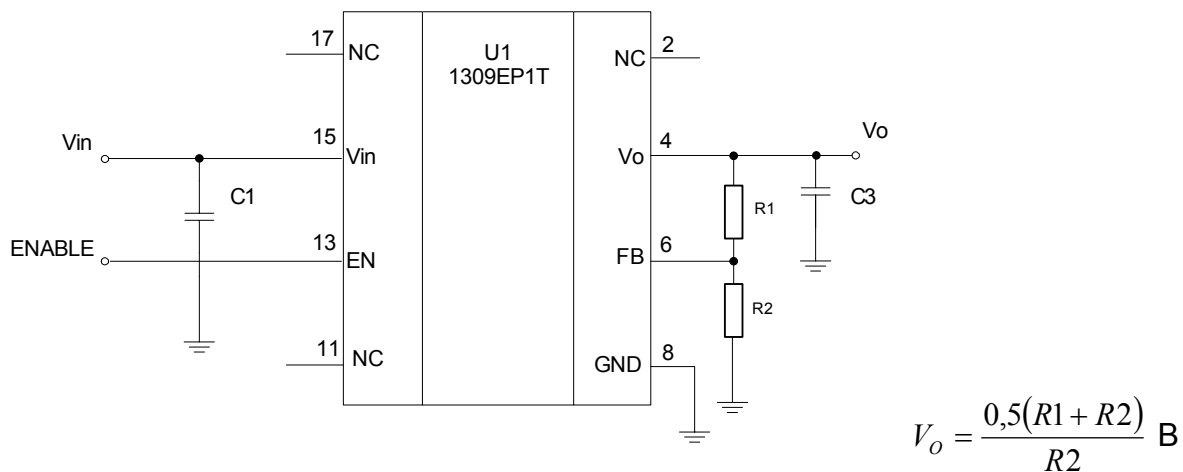 17
NC
U1
1309ЕР1Т
2
NC
Vin
15
Vin
Vo
4
Vo
C1
R1
C3
ENABLE
13
EN
FB
6
R2
11
NC
GND
8
V_O = 0,5(R1 + R2) / R2 В